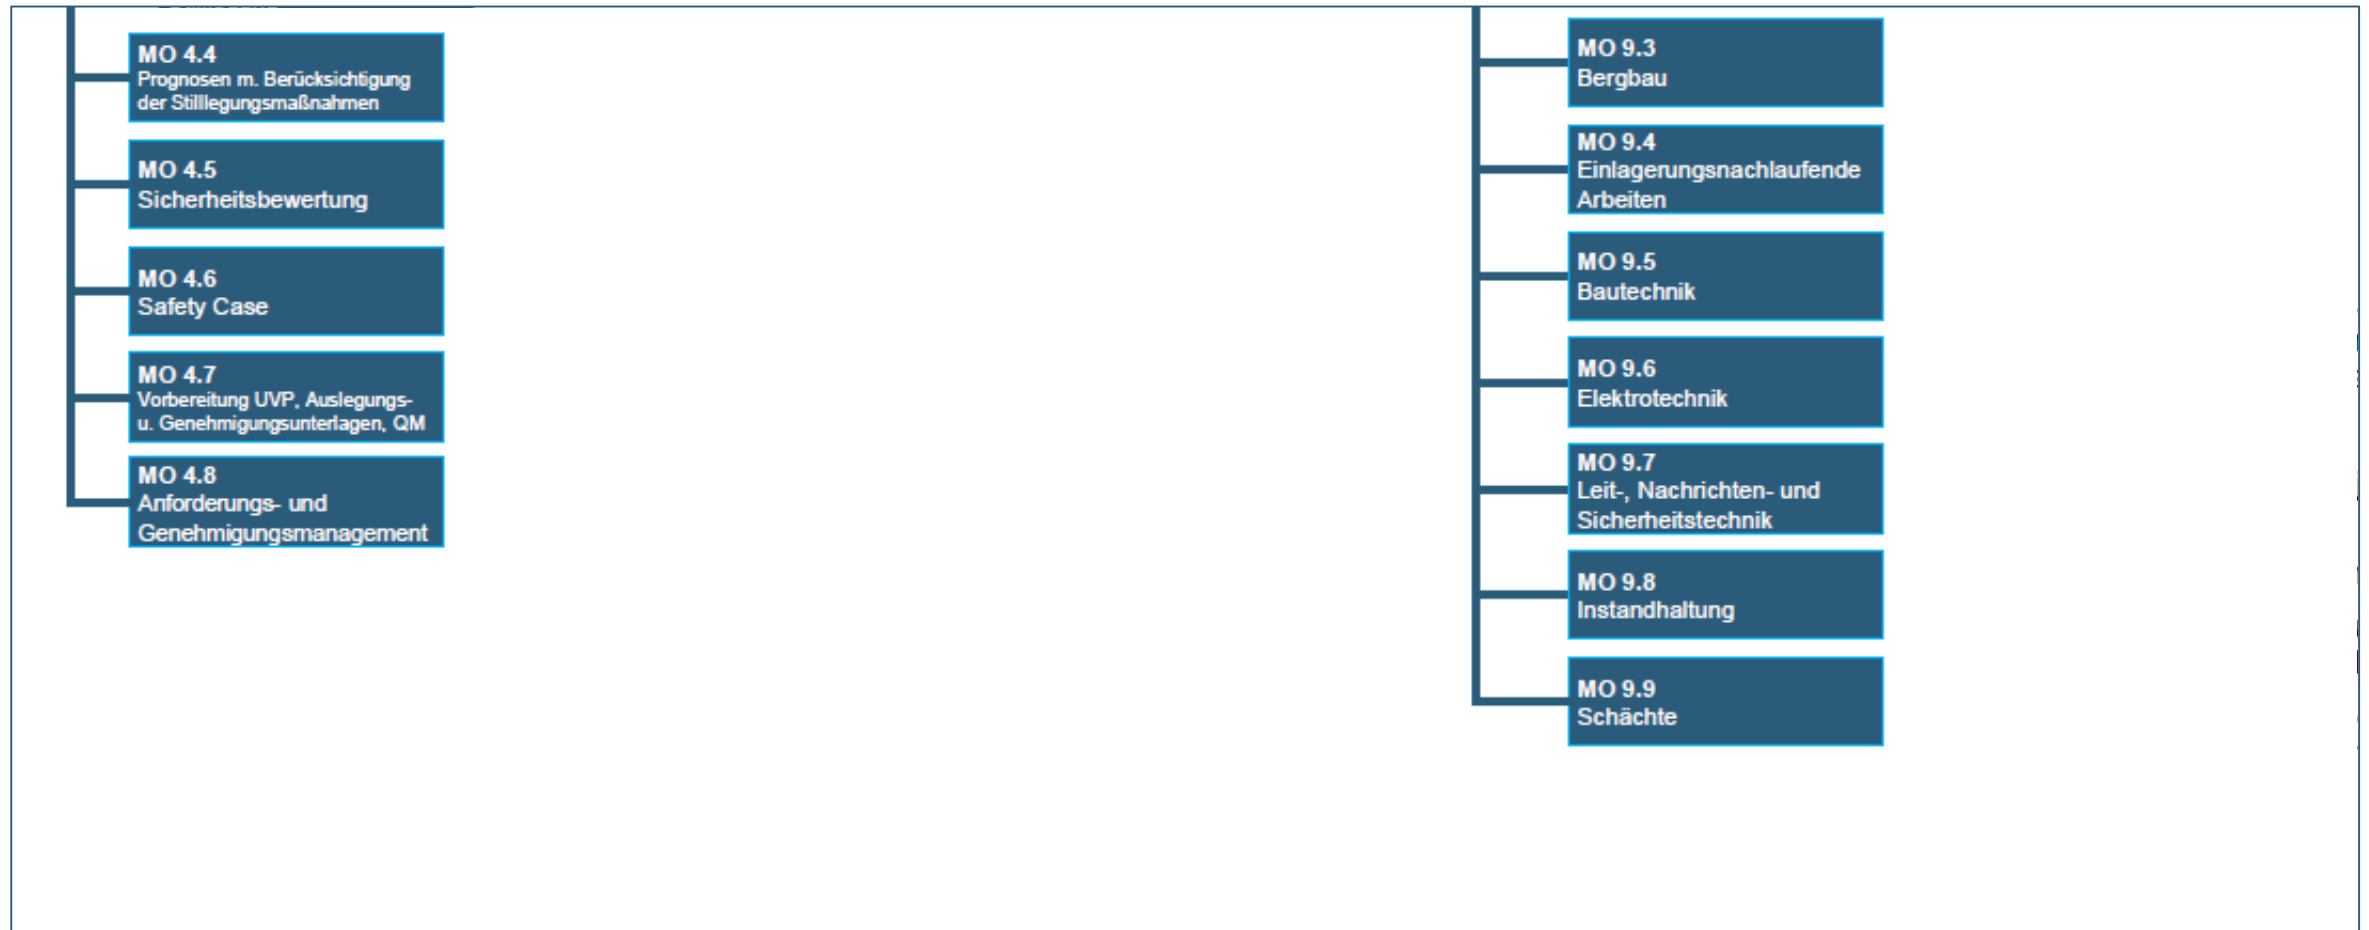 MO 4.4
Prognosen m. Berücksichtigung
der Stilllegungsmaßnahmen
MO 4.5
Sicherheitsbewertung
MO 4.6
Safety Case
MO 4.7
Vorbereitung UVP, Auslegungs-
u. Genehmigungsunterlagen, QM
MO 4.8
Anforderungs- und
Genehmigungsmanagement
MO 9.3
Bergbau
MO 9.4
Einlagerungsnachlaufende
Arbeiten
MO 9.5
Bautechnik
MO 9.6
Elektrotechnik
MO 9.7
Leit-, Nachrichten- und
Sicherheitstechnik
MO 9.8
Instandhaltung
MO 9.9
Schächte